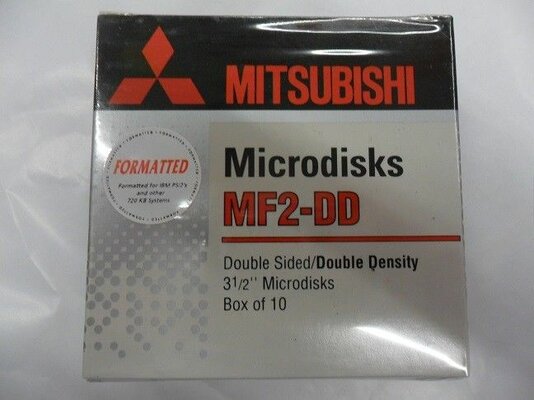 MITSUBISHI
FORMATTED
Formatted for IBM PS/2's
and other
720 KB Systems
Microdisks
MF2-DD
Double Sided/Double Density
3 1/2'' Microdisks
Box of 10